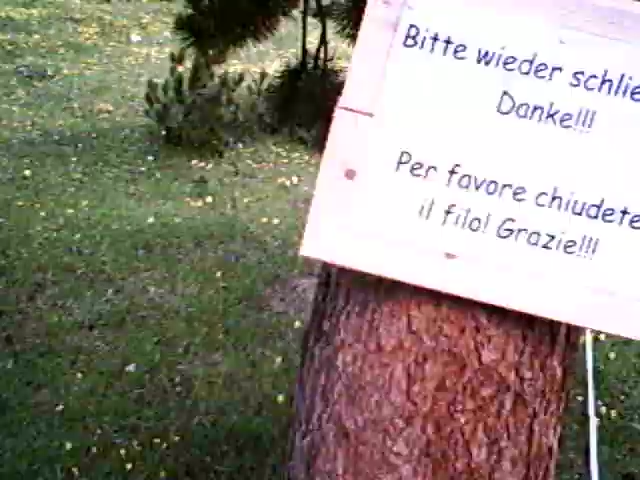 Bitte wieder schlie
Danke!!!
Per favore chiudete
il filo! Grazie!!!